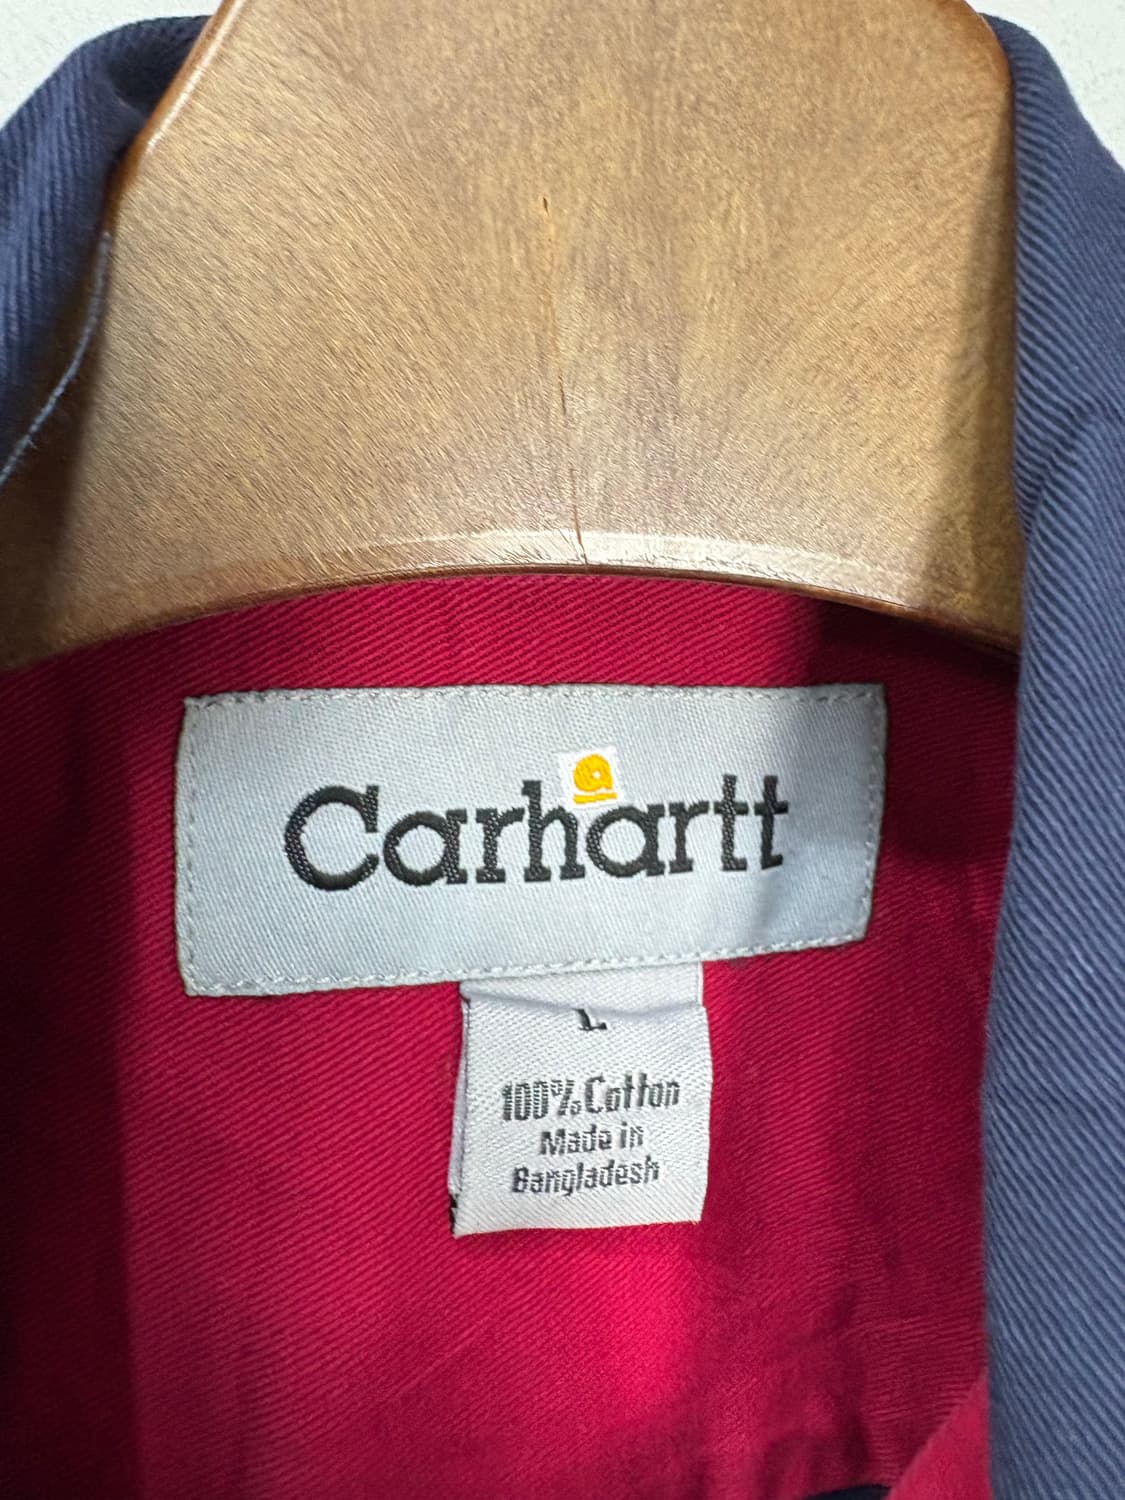 Carhartt
L
100% Cotton
Made in
Bangladesh